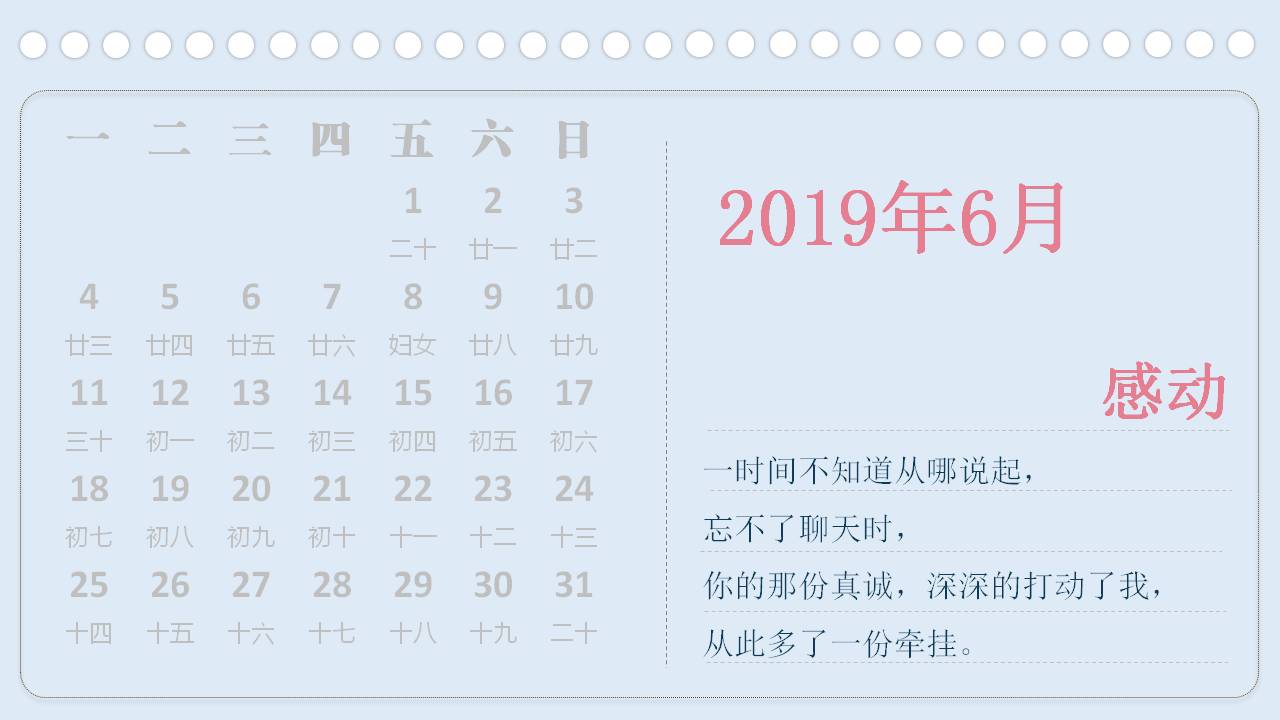 一 二 三 四 五 六 日
1 2 3
二十 廿一 廿二
4 5 6 7 8 9 10
廿三 廿四 廿五 廿六 妇女 廿八 廿九
11 12 13 14 15 16 17
三十 初一 初二 初三 初四 初五 初六
18 19 20 21 22 23 24
初七 初八 初九 初十 十一 十二 十三
25 26 27 28 29 30 31
十四 十五 十六 十七 十八 十九 二十
2019年6月
感动
一时间不知道从哪说起，
忘不了聊天时，
你的那份真诚，深深的打动了我，
从此多了一份牵挂。